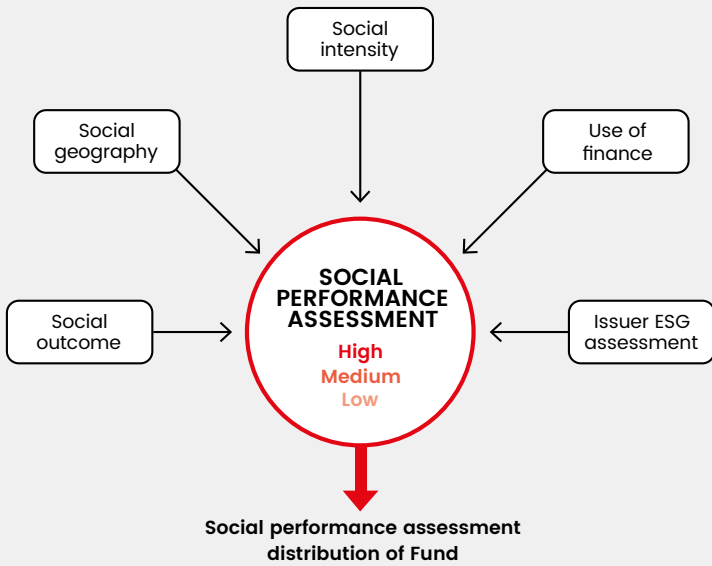 Social
intensity
Social
geography
Use of
finance
Social
outcome
SOCIAL
PERFORMANCE
ASSESSMENT
High
Medium
Low
Issuer ESG
assessment
Social performance assessment
distribution of Fund